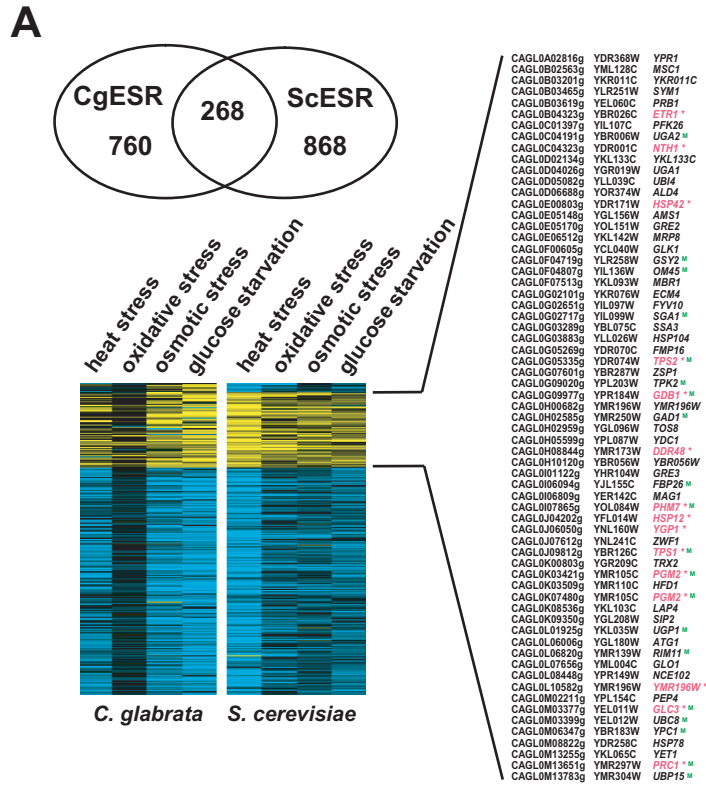 A
CgESR
760
268
ScESR
868
heat stress
oxidative stress
osmotic stress
glucose starvation
heat stress
oxidative stress
osmotic stress
glucose starvation
C. glabrata
S. cerevisiae
CAGL0A02816g YDR368W YPR1
CAGL0B02563g YML128C MSC1
CAGL0B03201g YKR011C YKR011C
CAGL0B03465g YLR251W SYM1
CAGL0B03619g YEL060C PRB1
CAGL0B04323g YBR026C ETR1 *
CAGL0C01397g YIL107C PFK26
CAGL0C04191g YBR006W UGA2 M
CAGL0C04323g YDR001C NTH1 *
CAGL0D02134g YKL133C YKL133C
CAGL0D04026g YGR019W UGA1
CAGL0D05082g YLL039C UBI4
CAGL0D06688g YOR374W ALD4
CAGL0E00803g YDR171W HSP42 *
CAGL0E05148g YGL156W AMS1
CAGL0E05170g YOL151W GRE2
CAGL0E06512g YKL142W MRP8
CAGL0F00605g YCL040W GLK1
CAGL0F04719g YLR258W GSY2 M
CAGL0F04807g YIL136W OM45 M
CAGL0F07513g YKL093W MBR1
CAGL0G02101g YKR076W ECM4
CAGL0G02651g YIL097W FYV10
CAGL0G02717g YIL099W SGA1 M
CAGL0G03289g YBL075C SSA3
CAGL0G03883g YLL026W HSP104
CAGL0G05269g YDR070C FMP16
CAGL0G05335g YDR074W TPS2 * M
CAGL0G07601g YBR287W ZSP1
CAGL0G09020g YPL203W TPK2 M
CAGL0G09977g YPR184W GDB1 * M
CAGL0H00682g YMR196W YMR196W
CAGL0H02585g YMR250W GAD1 M
CAGL0H02959g YGL096W TOS8
CAGL0H05599g YPL087W YDC1
CAGL0H08844g YMR173W DDR48 *
CAGL0H10120g YBR056W YBR056W
CAGL0I01122g YHR104W GRE3
CAGL0I06094g YJL155C FBP26 M
CAGL0I06809g YER142C MAG1
CAGL0I07865g YOL084W PHM7 * M
CAGL0J04202g YFL014W HSP12 *
CAGL0J06050g YNL160W YGP1 *
CAGL0J07612g YNL241C ZWF1
CAGL0J09812g YBR126C TPS1 * M
CAGL0K00803g YGR209C TRX2
CAGL0K03421g YMR105C PGM2 * M
CAGL0K03509g YMR110C HFD1
CAGL0K07480g YMR105C PGM2 * M
CAGL0K08536g YKL103C LAP4
CAGL0K09350g YGL208W SIP2
CAGL0L01925g YKL035W UGP1 M
CAGL0L06006g YGL180W ATG1
CAGL0L06820g YMR139W RIM11 M
CAGL0L07656g YML004C GLO1
CAGL0L08448g YPR149W NCE102
CAGL0L10582g YMR196W YMR196W *
CAGL0M02211g YPL154C PEP4
CAGL0M03377g YEL011W GLC3 * M
CAGL0M03399g YEL012W UBC8 M
CAGL0M06347g YBR183W YPC1 M
CAGL0M08822g YDR258C HSP78
CAGL0M13255g YKL065C YET1
CAGL0M13651g YMR297W PRC1 * M
CAGL0M13783g YMR304W UBP15 M